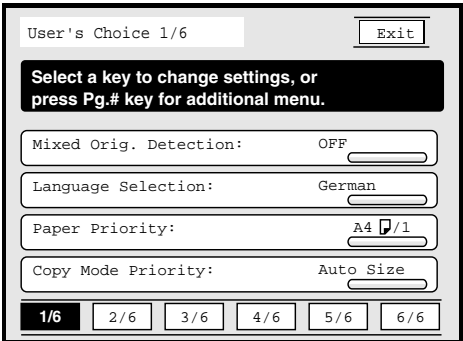 User's Choice 1/6
Exit
Select a key to change settings, or
press Pg.# key for additional menu.
Mixed Orig. Detection: OFF
Language Selection: German
Paper Priority: A4 /1
Copy Mode Priority: Auto Size
1/6 2/6 3/6 4/6 5/6 6/6